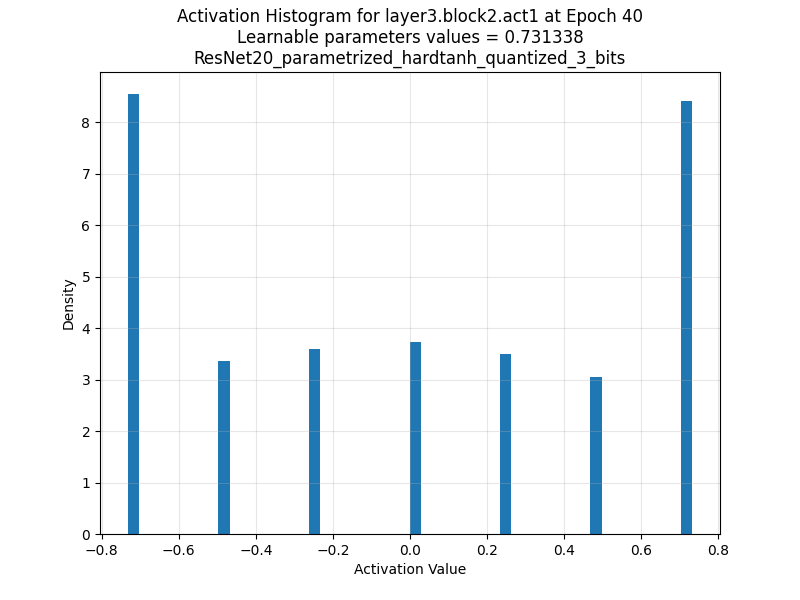 Activation Histogram for layer3.block2.act1 at Epoch 40
Learnable parameters values = 0.731338
ResNet20_parametrized_hardtanh_quantized_3_bits
Density
8
7
6
5
4
3
2
1
0
−0.8 −0.6 −0.4 −0.2 0.0 0.2 0.4 0.6 0.8
Activation Value